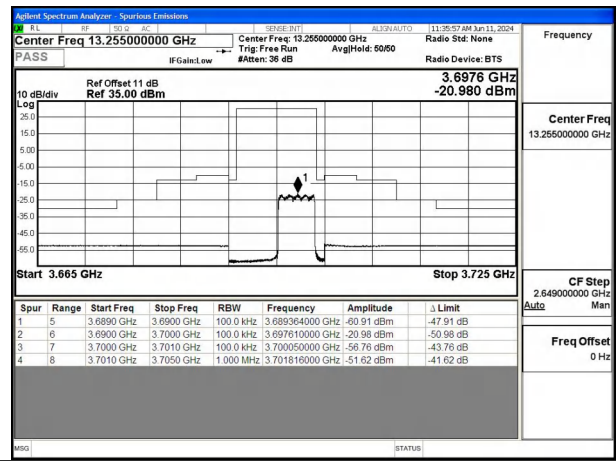 Agilent Spectrum Analyzer - Spurious Emissions
RL RF 50 Ω AC SENSE:INT ALIGN AUTO 11:35:57 AM Jun 11, 2024
Center Freq 13.255000000 GHz Center Freq: 13.255000000 GHz Radio Std: None
Trig: Free Run Avg|Hold: 50/50
PASS IFGain:Low #Atten: 36 dB Radio Device: BTS
Ref Offset 11 dB 3.6976 GHz
10 dB/div Ref 35.00 dBm -20.980 dBm
Log
25.0
15.0
5.00
-5.00
1
-15.0
-25.0
-35.0
-45.0
-55.0
Start 3.665 GHz Stop 3.725 GHz
Spur Range Start Freq Stop Freq RBW Frequency Amplitude Δ Limit
1 5 3.6890 GHz 3.6900 GHz 100.0 kHz 3.689364000 GHz -60.91 dBm -47.91 dB
2 6 3.6900 GHz 3.7000 GHz 100.0 kHz 3.697610000 GHz -20.98 dBm -50.98 dB
3 7 3.7000 GHz 3.7010 GHz 100.0 kHz 3.700050000 GHz -56.76 dBm -43.76 dB
4 8 3.7010 GHz 3.7050 GHz 1.000 MHz 3.701816000 GHz -51.62 dBm -41.62 dB
MSG STATUS
Frequency
Center Freq
13.255000000 GHz
CF Step
2.649000000 GHz
Auto Man
Freq Offset
0 Hz